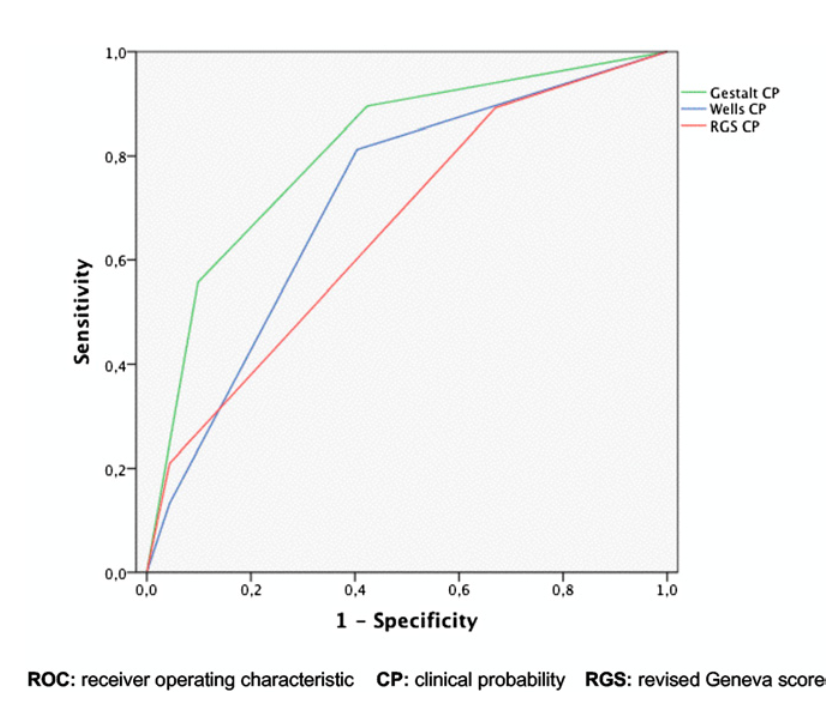 1,0
0,8
0,6
0,4
0,2
0,0
Sensitivity
0,0 0,2 0,4 0,6 0,8 1,0
1 - Specificity
Gestalt CP
Wells CP
RGS CP
ROC: receiver operating characteristic CP: clinical probability RGS: revised Geneva score